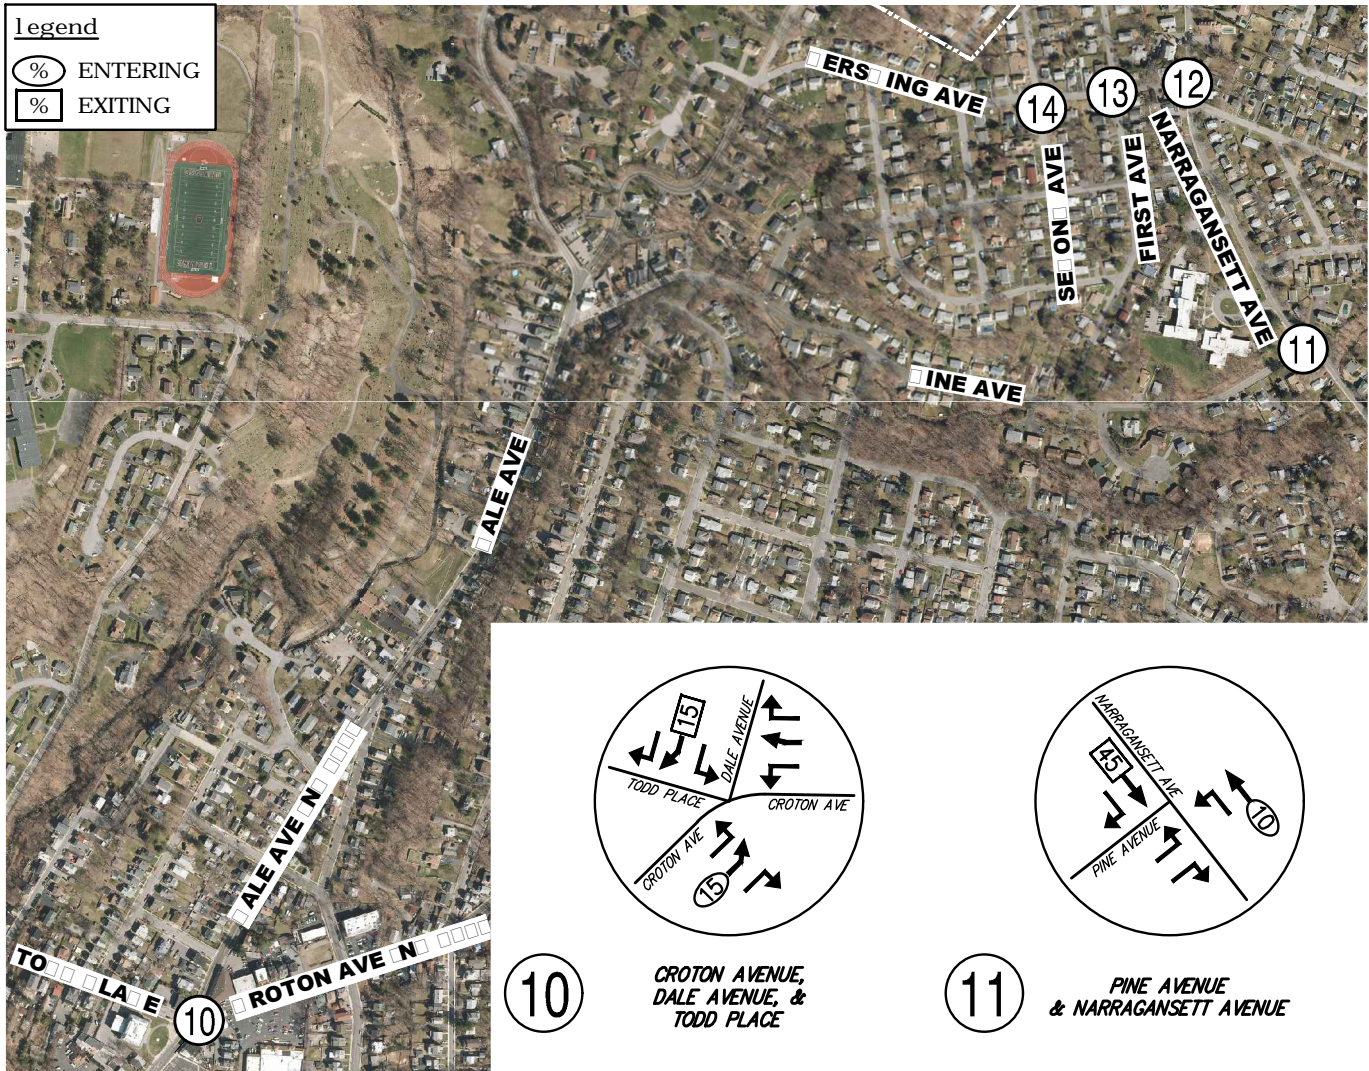 legend
% ENTERING
% EXITING
□ERS□ING AVE
14
13
12
NARRAGANSETT AVE
FIRST AVE
SE□ON□ AVE
11
□INE AVE
□ALE AVE
□ALE AVE□N□□□□
TO□□ □LA□E
10
□ROTON AVE□N□ □□□□
15
DALE AVENUE
TODD PLACE
CROTON AVE
CROTON AVE
15
NARRAGANSETT AVE
45
10
PINE AVENUE
10
CROTON AVENUE,
DALE AVENUE, &
TODD PLACE
11
PINE AVENUE
& NARRAGANSETT AVENUE